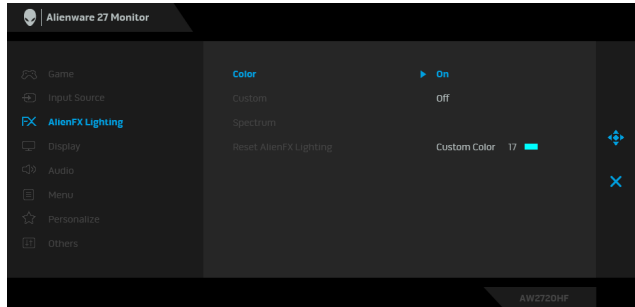 Alienware 27 Monitor
Game
Color
On
Input Source
Custom
Off
FX AlienFX Lighting
Spectrum
Display
Reset AlienFX Lighting
Custom Color 17
Audio
Menu
Personalize
Others
AW2720HF